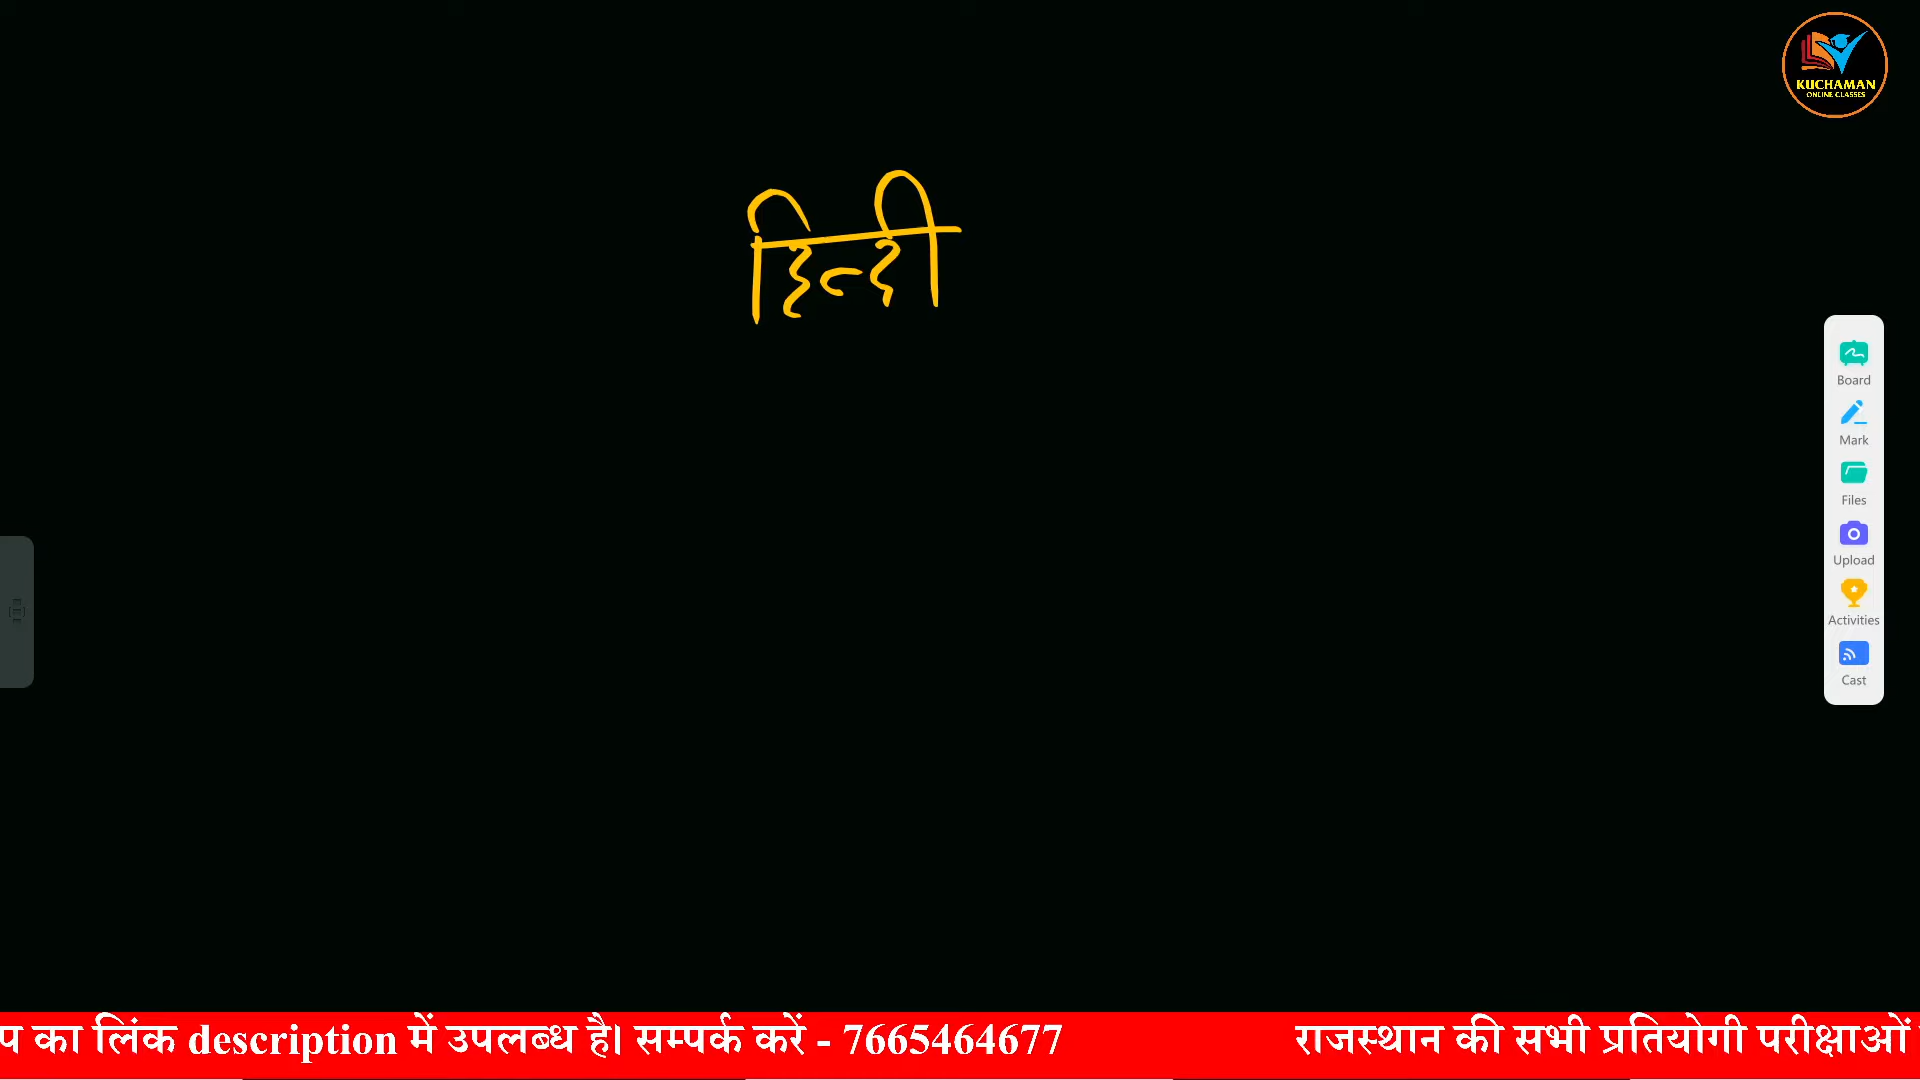 KUCHAMAN
ONLINE CLASSES
हिन्दी
Board
Mark
Files
Upload
Activities
Cast
प का लिंक description में उपलब्ध है। सम्पर्क करें - 7665464677 राजस्थान की सभी प्रतियोगी परीक्षाओं